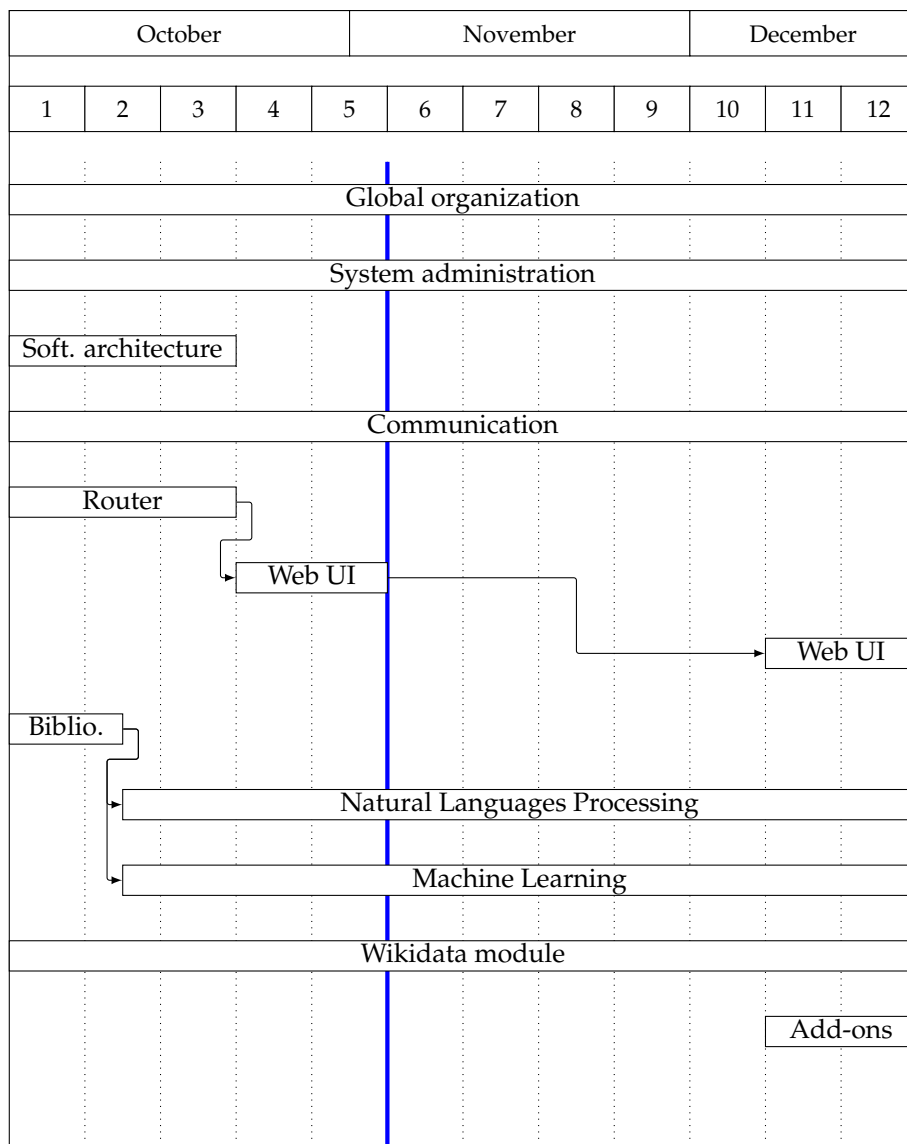 October November December
1 2 3 4 5 6 7 8 9 10 11 12
Global organization
System administration
Soft. architecture
Communication
Router
Web UI
Web UI
Biblio.
Natural Languages Processing
Machine Learning
Wikidata module
Add-ons